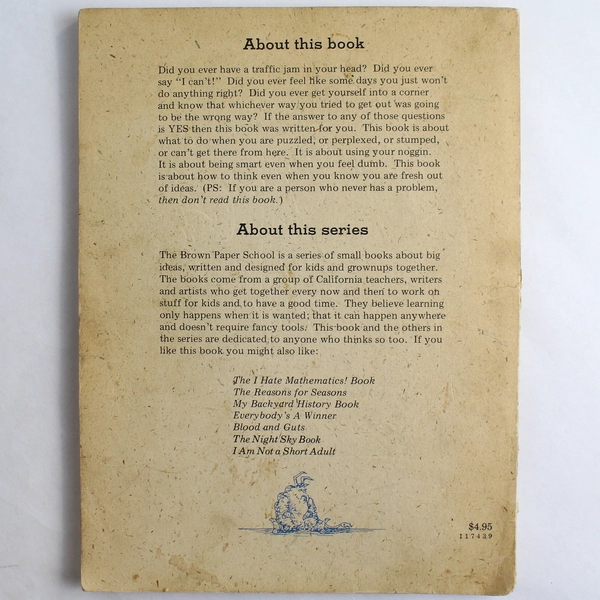 About this book
Did you ever have a traffic jam in your head? Did you ever
say "I can't!" Did you ever feel like some days you just won't
do anything right? Did you ever get yourself into a corner
and know that whichever way you tried to get out was going
to be the wrong way? If the answer to any of those questions
is YES then this book was written for you. This book is about
what to do when you are puzzled, or perplexed, or stumped,
or can't get there from here. It is about using your noggin.
It is about being smart even when you feel dumb. This book
is about how to think even when you know you are fresh out
of ideas. (PS: If you are a person who never has a problem,
then don't read this book.)
About this series
The Brown Paper School is a series of small books about big
ideas, written and designed for kids and grownups together.
The books come from a group of California teachers, writers
and artists who get together every now and then to work on
stuff for kids and to have a good time. They believe learning
only happens when it is wanted; that it can happen anywhere
and doesn't require fancy tools. This book and the others in
the series are dedicated to anyone who thinks so too. If you
like this book you might also like:
The I Hate Mathematics! Book
The Reasons for Seasons
My Backyard History Book
Everybody's A Winner
Blood and Guts
The Night Sky Book
I Am Not a Short Adult
$4.95
117439